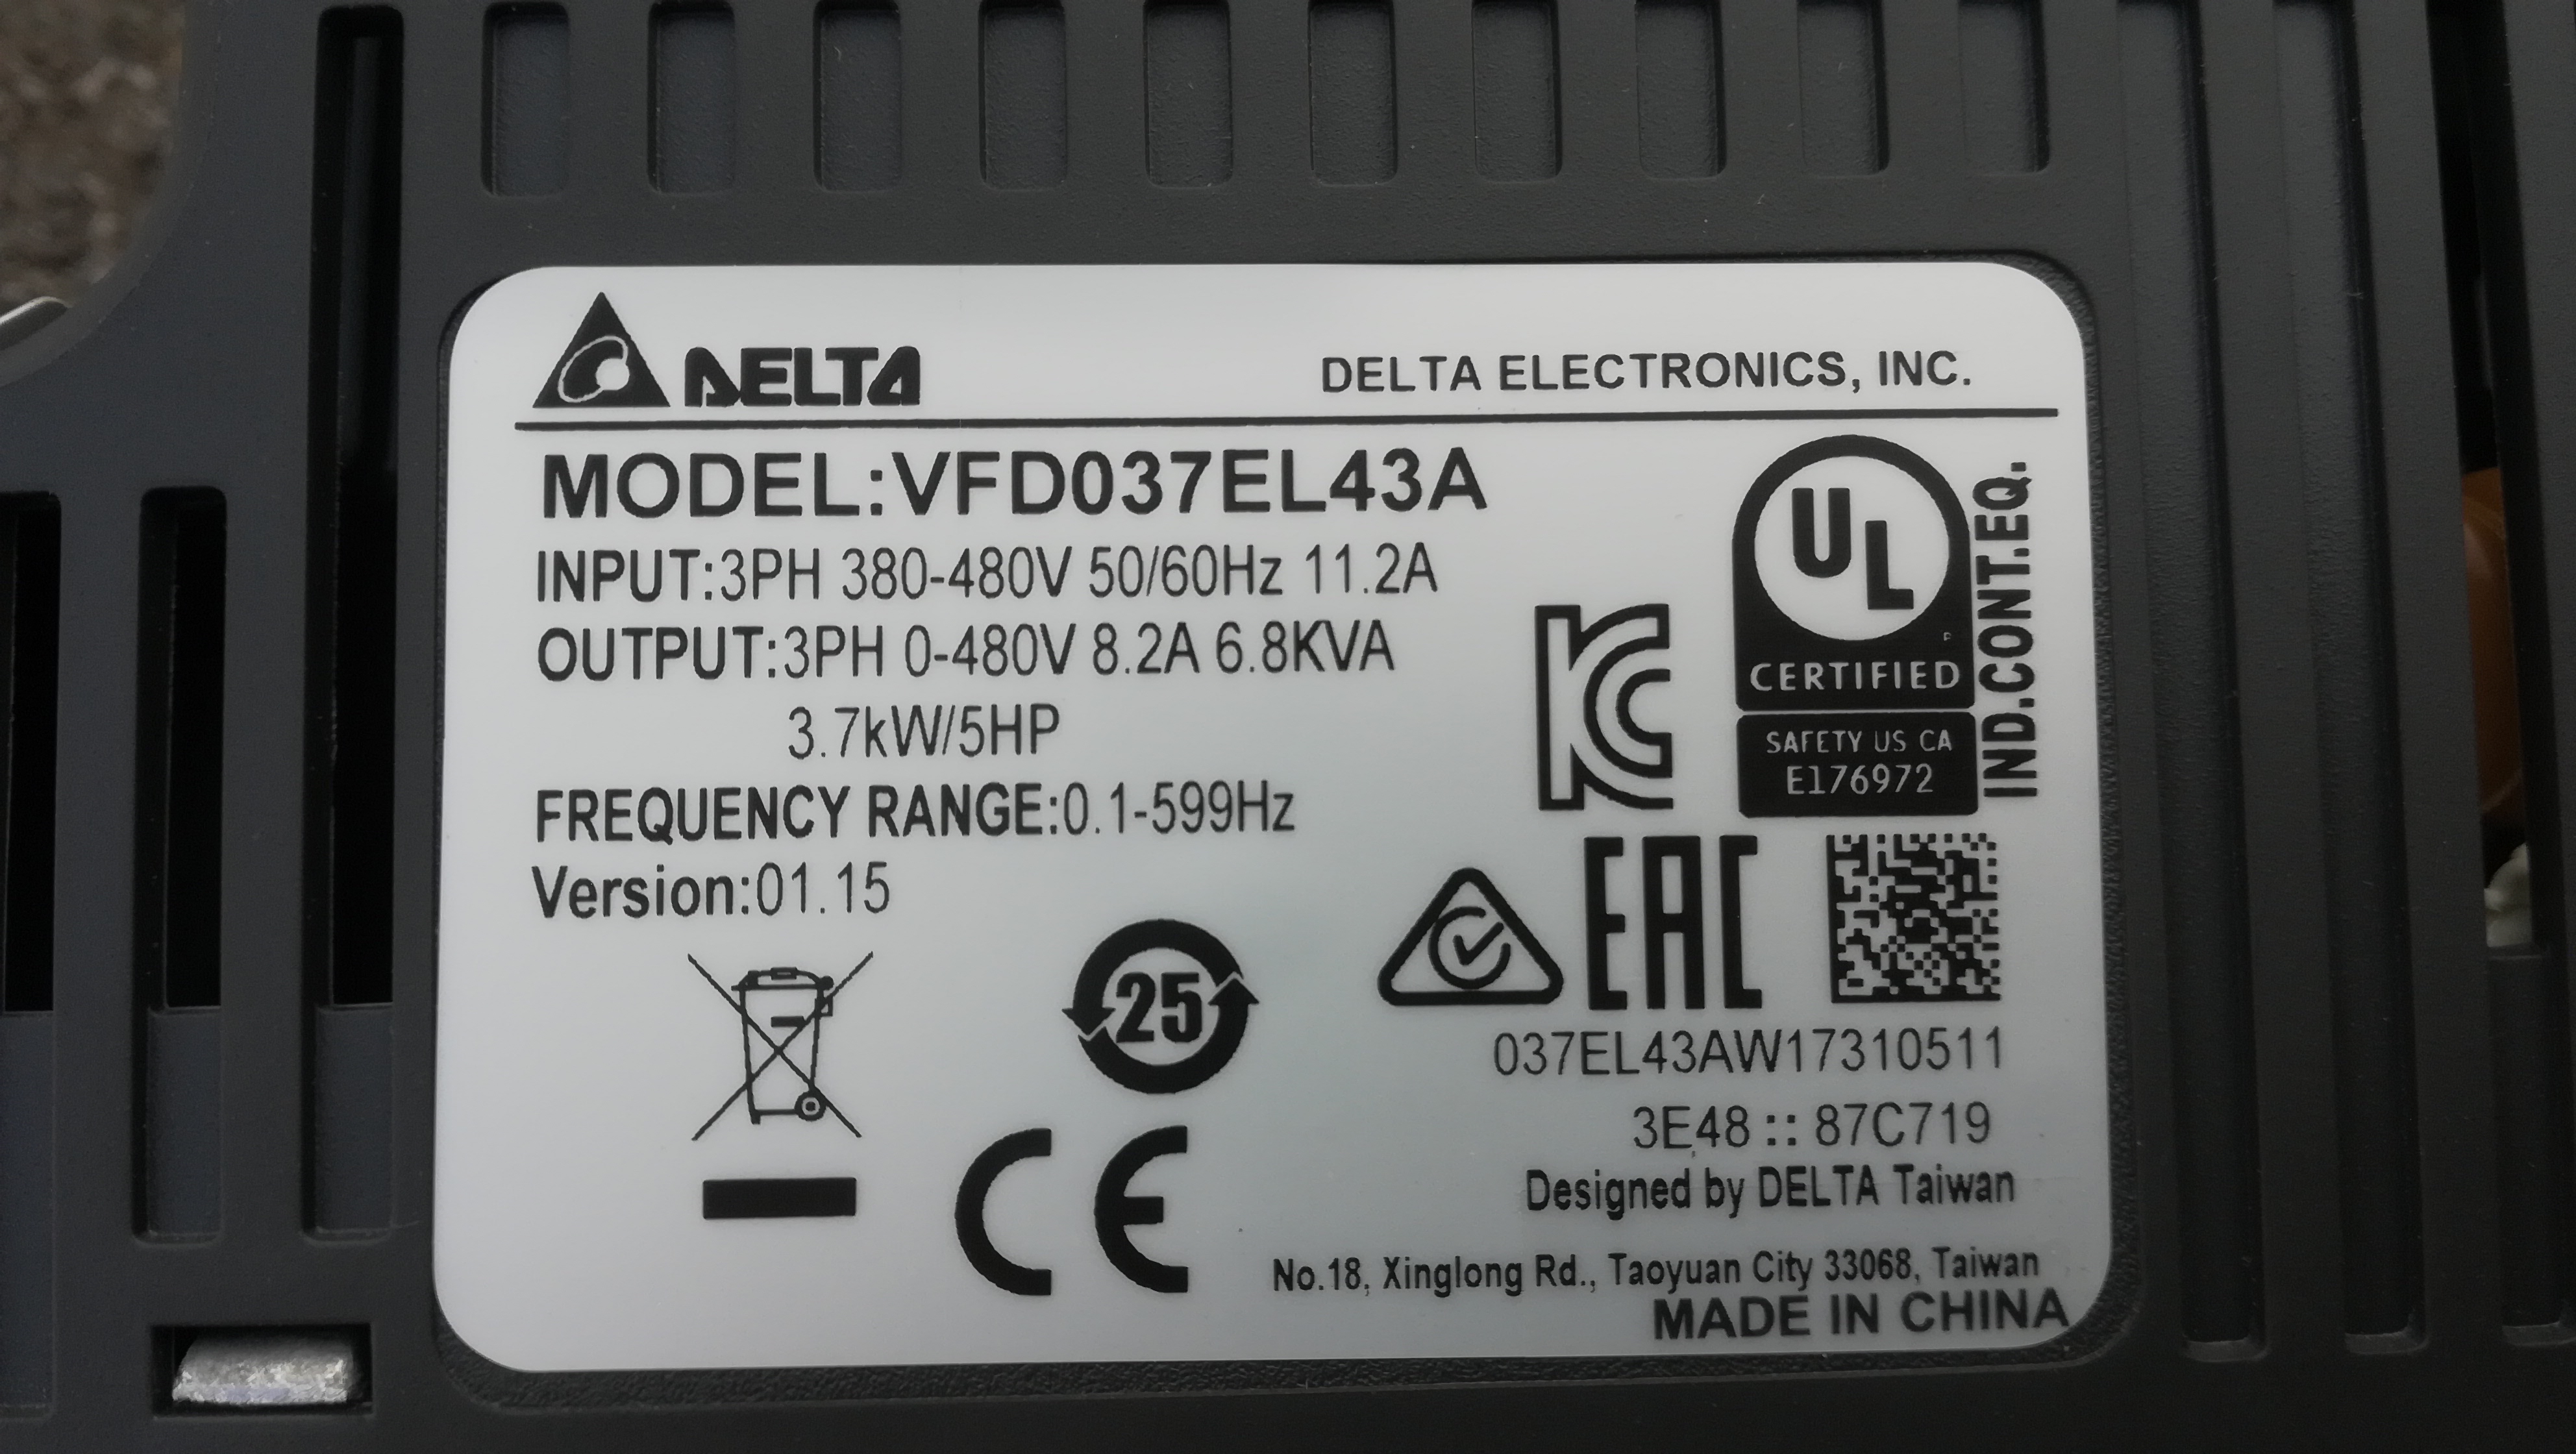 DELTA
DELTA ELECTRONICS, INC.
MODEL:VFD037EL43A
INPUT:3PH 380-480V 50/60Hz 11.2A
OUTPUT:3PH 0-480V 8.2A 6.8KVA
3.7kW/5HP
FREQUENCY RANGE:0.1-599Hz
Version:01.15
25
CE
KC
UL
CERTIFIED
SAFETY US CA
E176972
IND.CONT.EQ.
EAC
037EL43AW17310511
3E48 :: 87C719
Designed by DELTA Taiwan
No.18, Xinglong Rd., Taoyuan City 33068, Taiwan
MADE IN CHINA